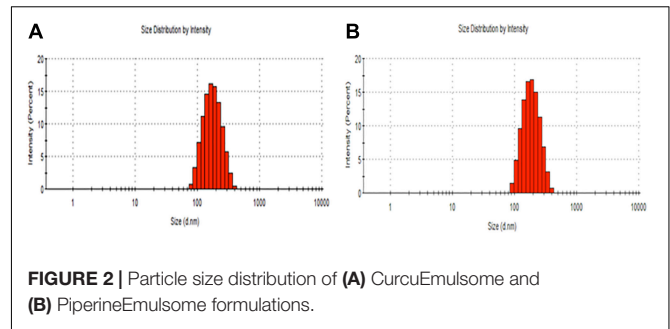 A
B
Size Distribution by Intensity
Size Distribution by Intensity
Intensity (Percent)
20
15
10
5
0
1
10
100
1000
10000
Size (d.nm)
Intensity (Percent)
20
15
10
5
0
1
10
100
1000
10000
Size (d.nm)
FIGURE 2 | Particle size distribution of (A) CurcuEmulsome and
(B) PiperineEmulsome formulations.